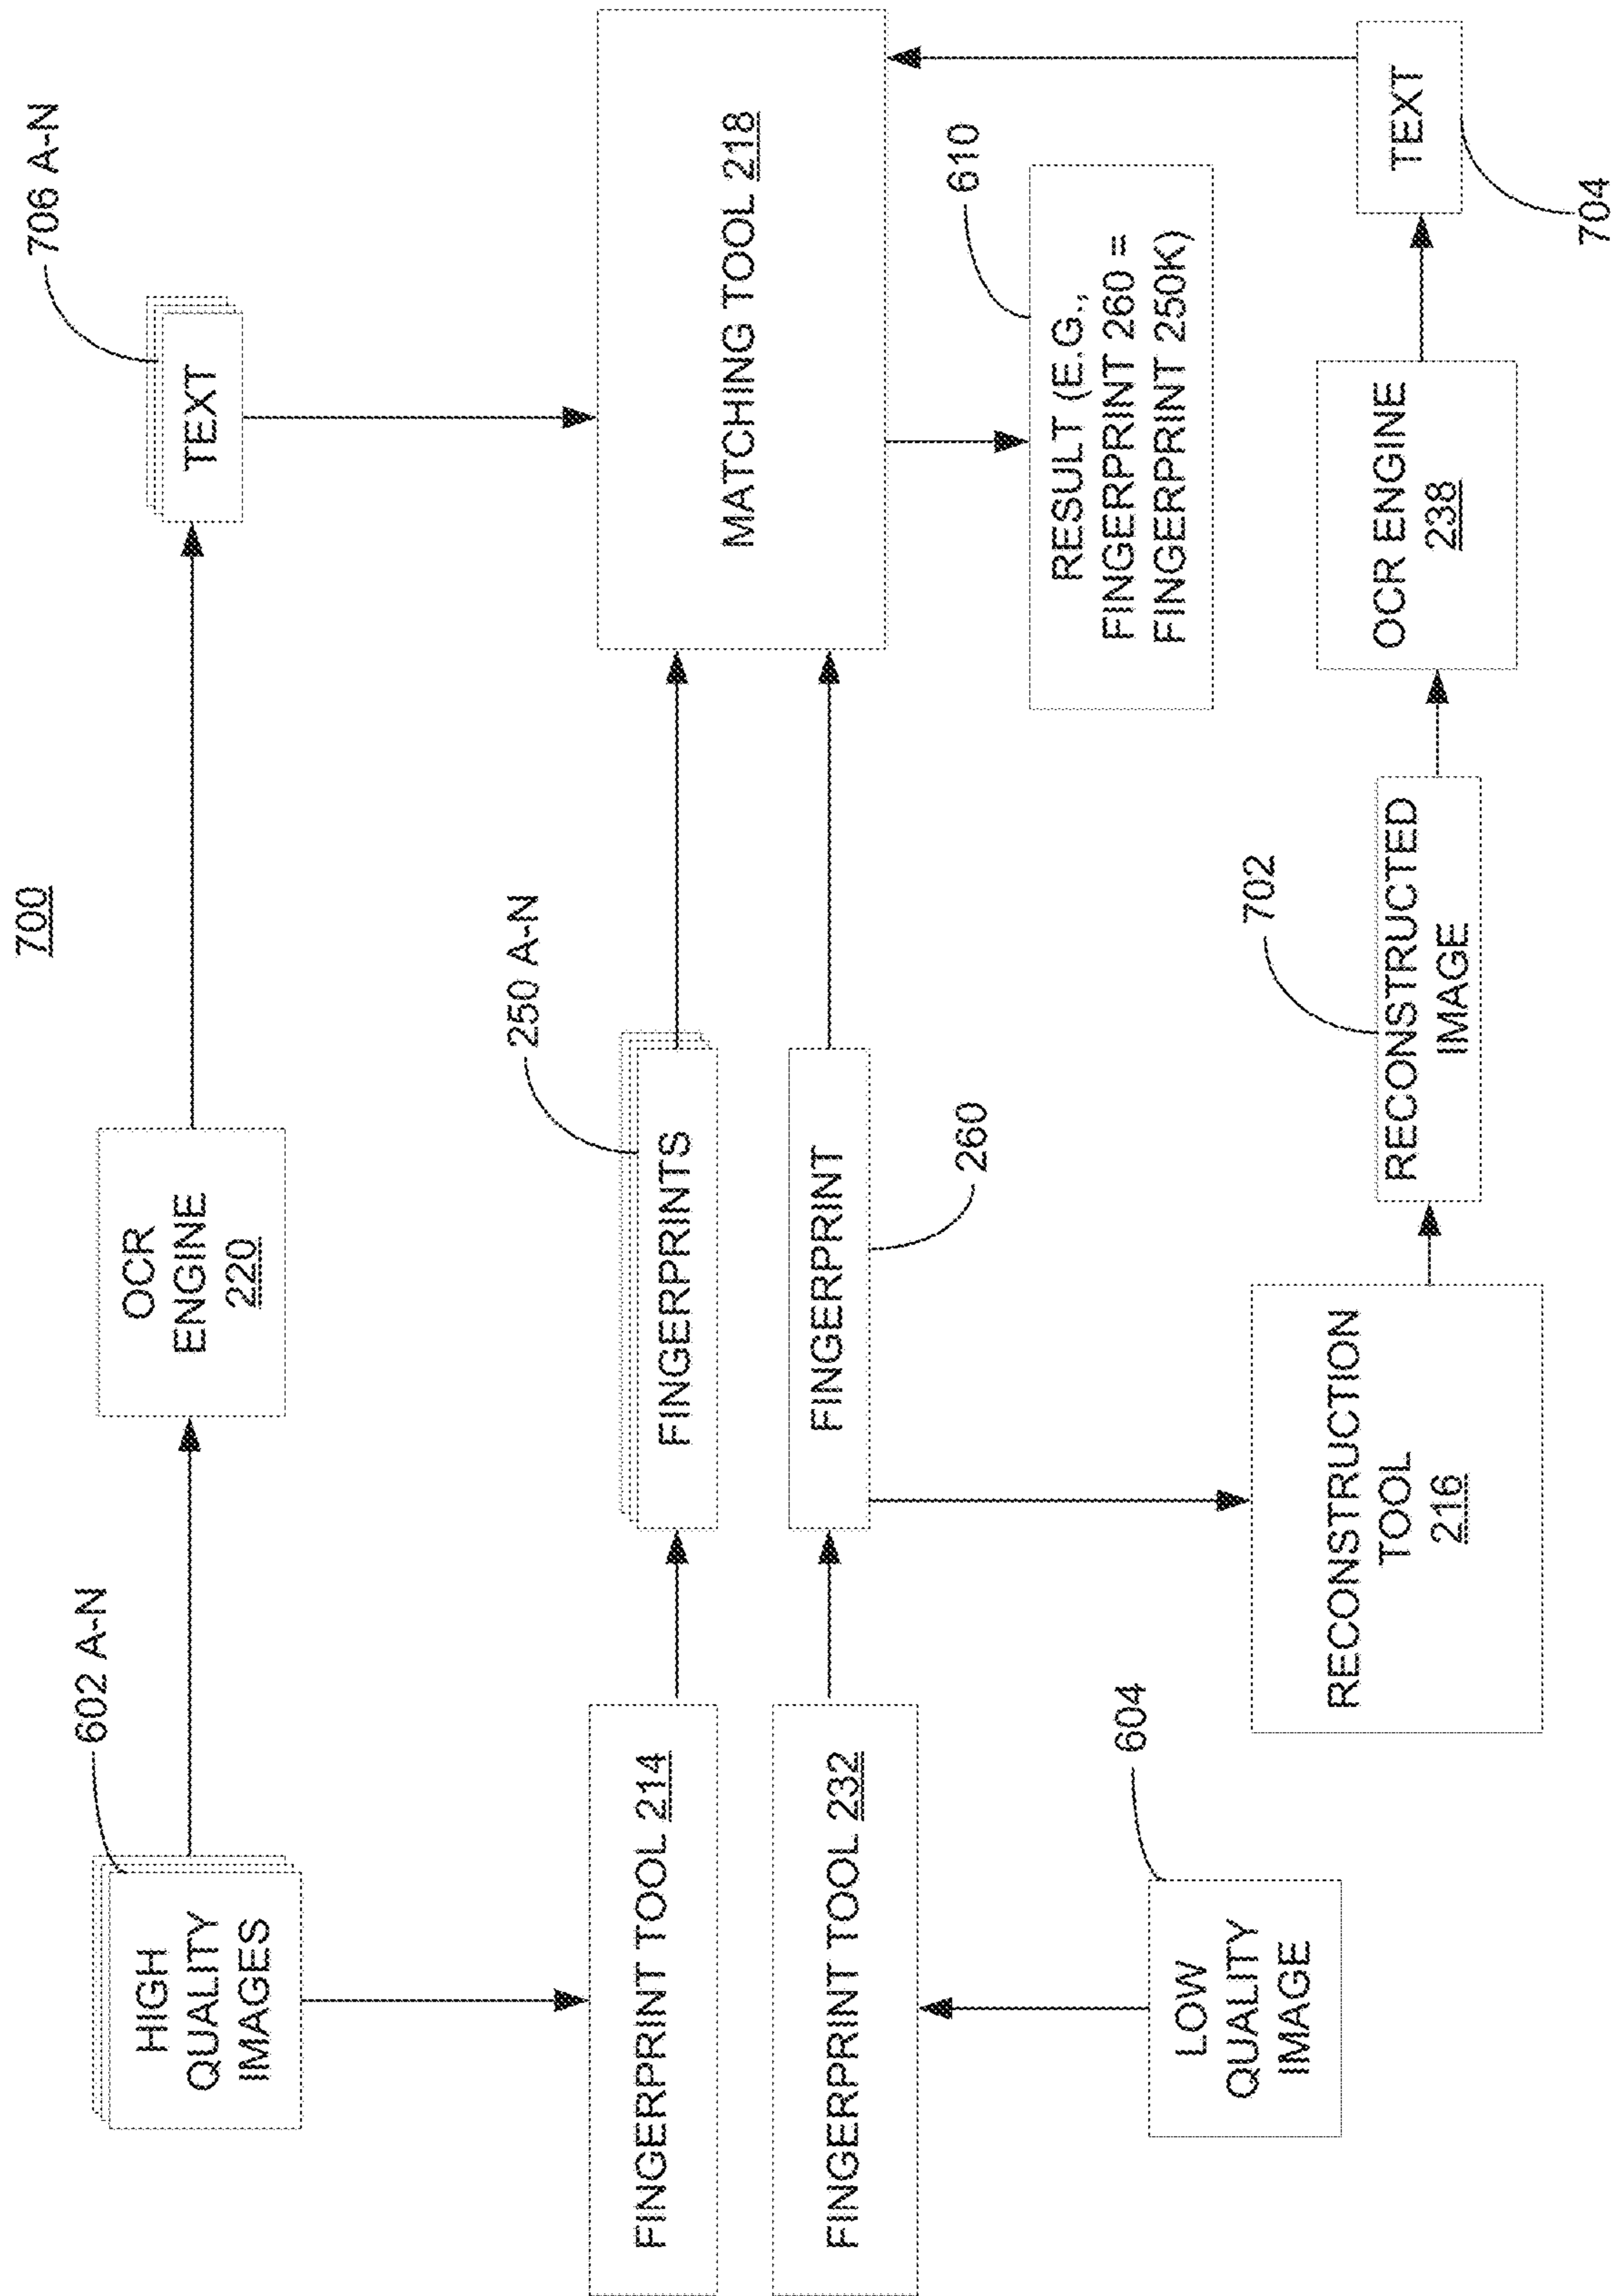 700
602 A-N
706 A-N
HIGH
QUALITY
IMAGES
OCR
ENGINE
220
TEXT
250 A-N
FINGERPRINT TOOL 214
FINGERPRINTS
MATCHING TOOL 218
FINGERPRINT TOOL 232
FINGERPRINT
260
604
LOW
QUALITY
IMAGE
610
RESULT (E.G.,
FINGERPRINT 260 =
FINGERPRINT 250K)
RECONSTRUCTION
TOOL
216
702
RECONSTRUCTED
IMAGE
OCR ENGINE
238
TEXT
704